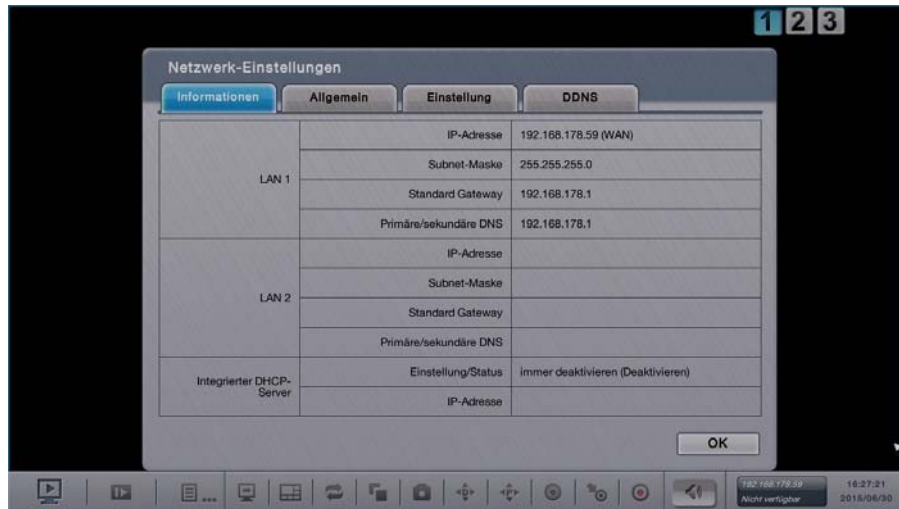 1 2 3
Netzwerk-Einstellungen
Informationen Allgemein Einstellung DDNS
LAN 1
IP-Adresse 192.168.178.59 (WAN)
Subnet-Maske 255.255.255.0
Standard Gateway 192.168.178.1
Primäre/sekundäre DNS 192.168.178.1
LAN 2
IP-Adresse
Subnet-Maske
Standard Gateway
Primäre/sekundäre DNS
Integrierter DHCP-
Server
Einstellung/Status immer deaktivieren (Deaktivieren)
IP-Adresse
OK
192.168.178.59
Nicht verfügbar
16:27:21
2015/06/30